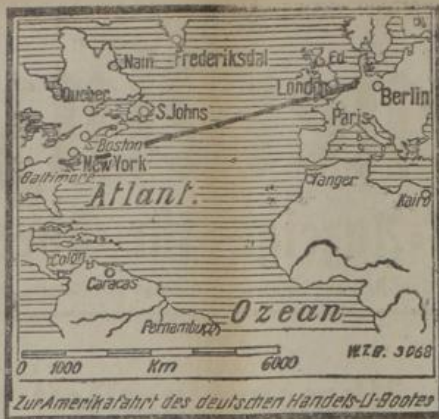 Nain
Frederiksdal
Ed.
Quebec
London
Berlin
S.Johns
Boston
Paris
New York
Baltimore
Atlant.
Tanger
Kairo
Colon
Caracas
Ozean
Pernambuco
W.T.B. 3068
0 1000 Km 6000
Zur Amerikafahrt des deutschen Handels-U-Bootes